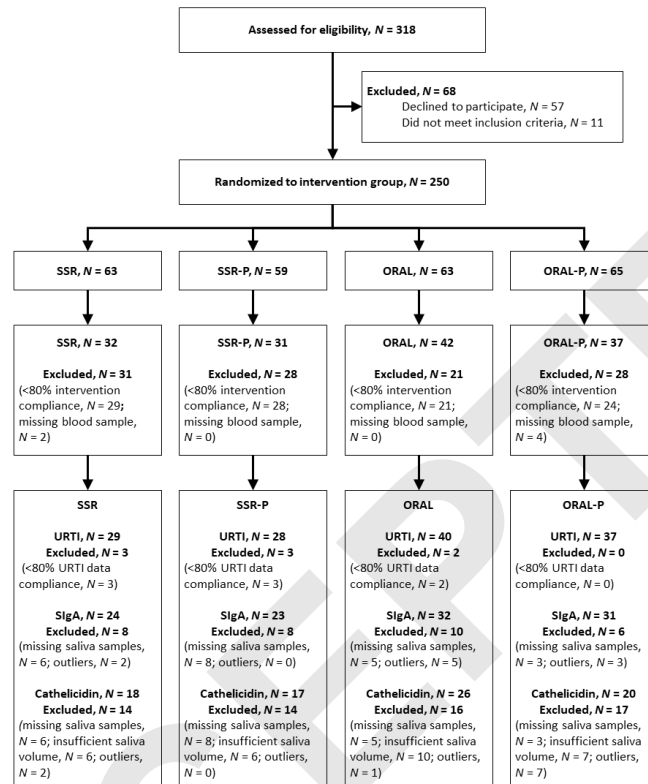 Assessed for eligibility, N = 318
Excluded, N = 68
Declined to participate, N = 57
Did not meet inclusion criteria, N = 11
Randomized to intervention group, N = 250
SSR, N = 63
SSR-P, N = 59
ORAL, N = 63
ORAL-P, N = 65
SSR, N = 32
Excluded, N = 31
(<80% intervention
compliance, N = 29;
missing blood sample,
N = 2)
SSR-P, N = 31
Excluded, N = 28
(<80% intervention
compliance, N = 28;
missing blood sample,
N = 0)
ORAL, N = 42
Excluded, N = 21
(<80% intervention
compliance, N = 21;
missing blood sample,
N = 0)
ORAL-P, N = 37
Excluded, N = 28
(<80% intervention
compliance, N = 24;
missing blood sample,
N = 4)
SSR
URTI, N = 29
Excluded, N = 3
(<80% URTI data
compliance, N = 3)
SIgA, N = 24
Excluded, N = 8
(missing saliva samples,
N = 6; outliers, N = 2)
Cathelicidin, N = 18
Excluded, N = 14
(missing saliva samples,
N = 6; insufficient saliva
volume, N = 6; outliers,
N = 2)
SSR-P
URTI, N = 28
Excluded, N = 3
(<80% URTI data
compliance, N = 3)
SIgA, N = 23
Excluded, N = 8
(missing saliva samples,
N = 8; outliers, N = 0)
Cathelicidin, N = 17
Excluded, N = 14
(missing saliva samples,
N = 8; insufficient saliva
volume, N = 6; outliers,
N = 0)
ORAL
URTI, N = 40
Excluded, N = 2
(<80% URTI data
compliance, N = 2)
SIgA, N = 32
Excluded, N = 10
(missing saliva samples,
N = 5; outliers, N = 5)
Cathelicidin, N = 26
Excluded, N = 16
(missing saliva samples,
N = 5; insufficient saliva
volume, N = 10; outliers,
N = 1)
ORAL-P
URTI, N = 37
Excluded, N = 0
(<80% URTI data
compliance, N = 0)
SIgA, N = 31
Excluded, N = 6
(missing saliva samples,
N = 3; outliers, N = 3)
Cathelicidin, N = 20
Excluded, N = 17
(missing saliva samples,
N = 3; insufficient saliva
volume, N = 7; outliers,
N = 7)